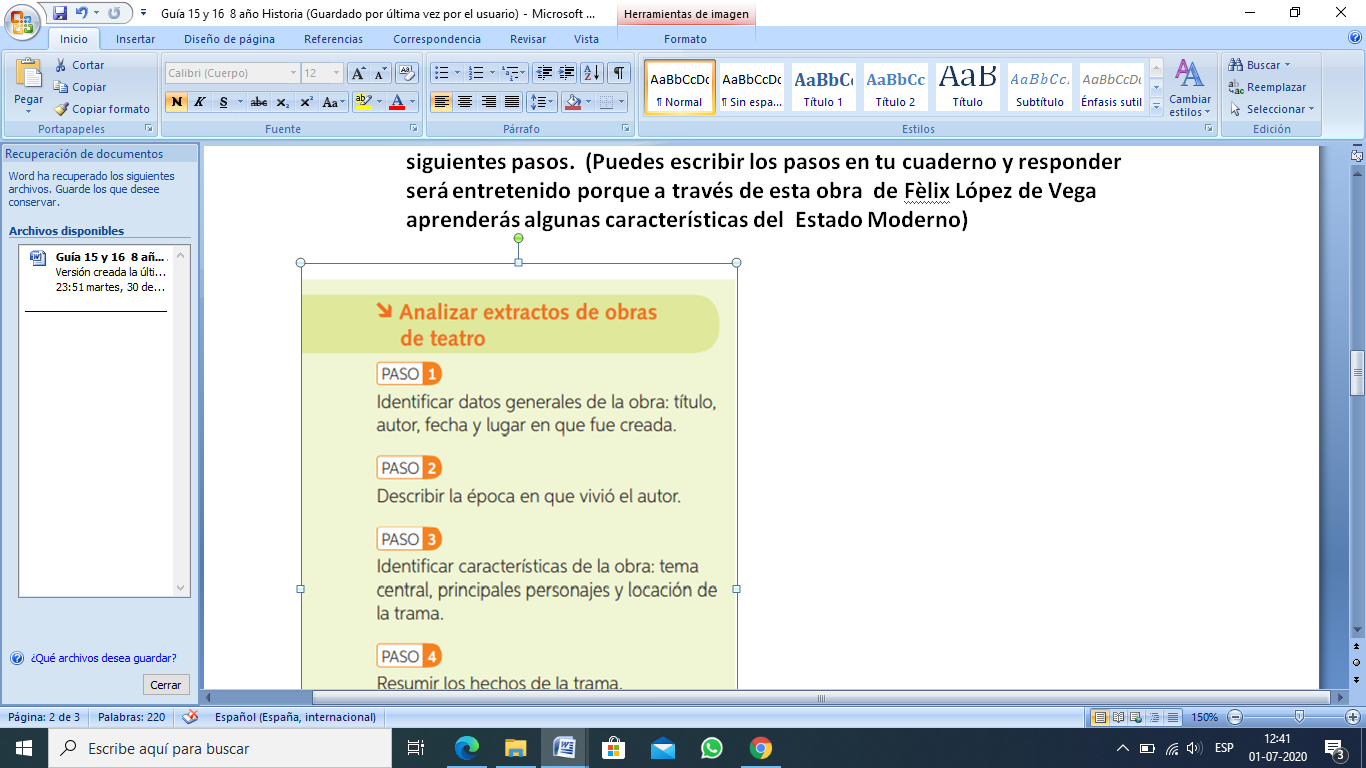 Guía 15 y 16  8 año Historia (Guardado por última vez por el usuario) - Microsoft ...
Herramientas de imagen
Inicio
Insertar
Diseño de página
Referencias
Correspondencia
Revisar
Vista
Formato
Pegar
Cortar
Copiar
Copiar formato
Portapapeles
Calibri (Cuerpo)
12
N K S abc x₂ x² Aa
Fuente
Párrafo
AaBbCcDc
¶ Normal
AaBbCcDc
¶ Sin espa...
AaBbCc
Título 1
AaBbCc
Título 2
AaB
Título
AaBbCc.
Subtítulo
AaBbCcDc
Énfasis sutil
Cambiar
estilos
Estilos
Buscar
Reemplazar
Seleccionar
Edición
Recuperación de documentos
Word ha recuperado los siguientes
archivos. Guarde los que desee
conservar.
Archivos disponibles
Guía 15 y 16  8 añ...
Versión creada la últi...
23:51 martes, 30 de...
¿Qué archivos desea guardar?
Cerrar
siguientes pasos.  (Puedes escribir los pasos en tu cuaderno y responder
será entretenido porque a través de esta obra  de Fèlix López de Vega
aprenderás algunas características del  Estado Moderno)
Analizar extractos de obras
de teatro
PASO 1
Identificar datos generales de la obra: título,
autor, fecha y lugar en que fue creada.
PASO 2
Describir la época en que vivió el autor.
PASO 3
Identificar características de la obra: tema
central, principales personajes y locación de
la trama.
PASO 4
Resumir los hechos de la trama.
Página: 2 de 3
Palabras: 220
Español (España, internacional)
150%
Escribe aquí para buscar
ESP
12:41
01-07-2020
3